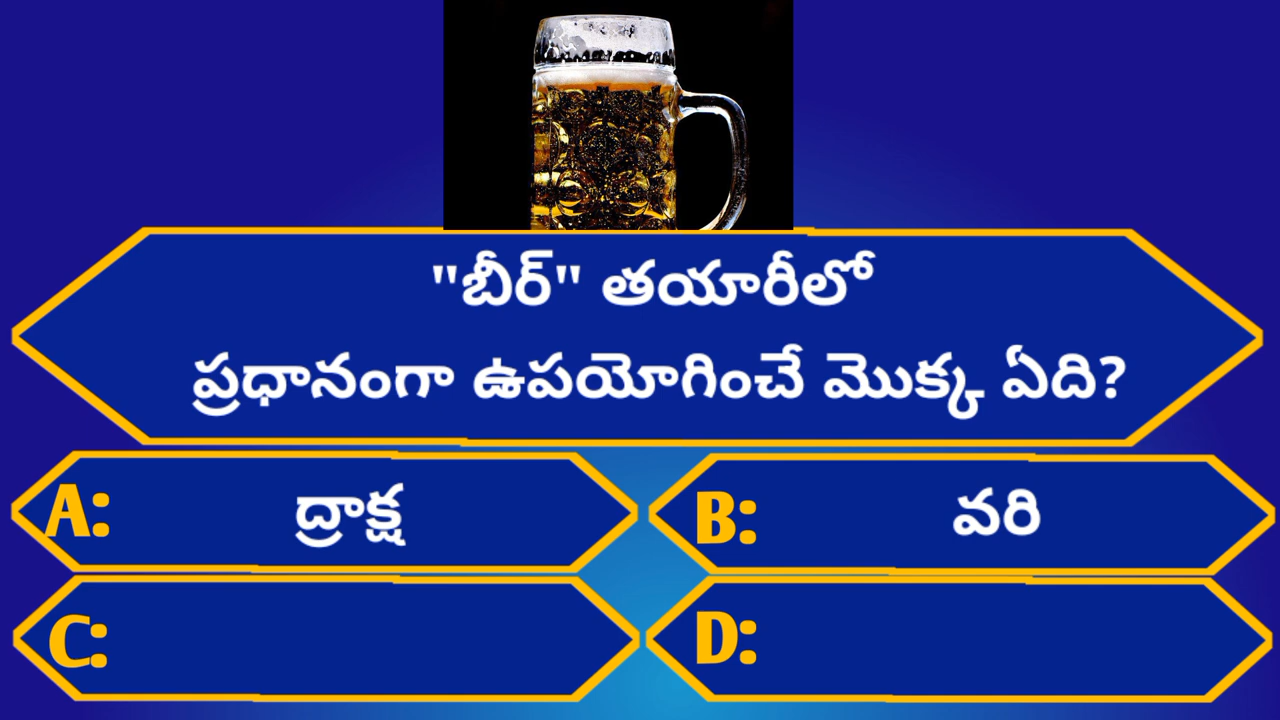 "బీర్" తయారీలో
ప్రధానంగా ఉపయోగించే మొక్క ఏది?
A: ద్రాక్ష
B: వరి
C:
D: